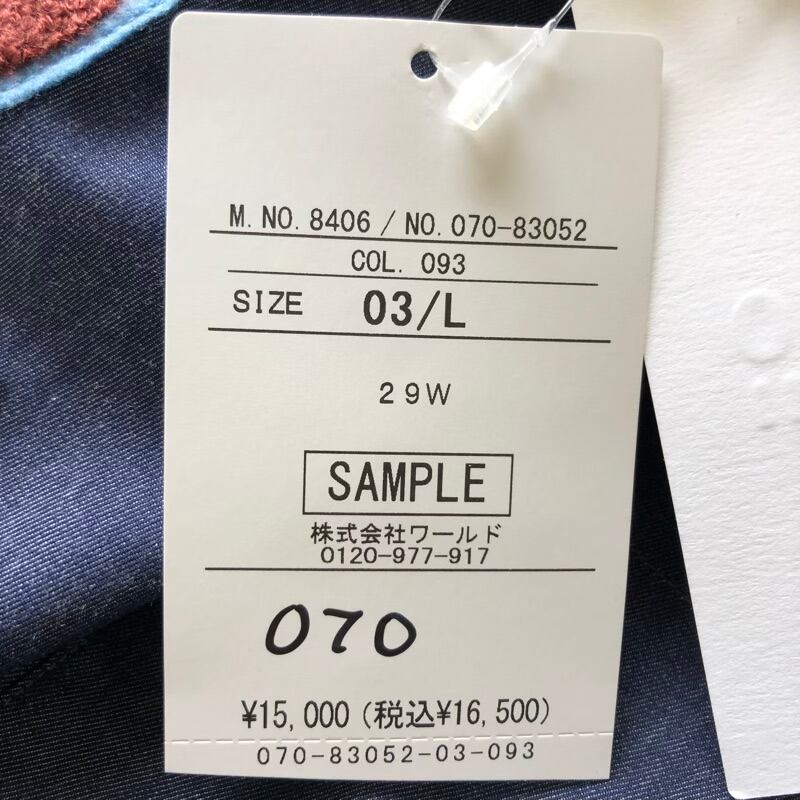 M. NO. 8406 / NO. 070-83052
COL. 093
SIZE 03/L
29W
SAMPLE
株式会社ワールド
0120-977-917
070
¥15,000 (税込¥16,500)
070-83052-03-093